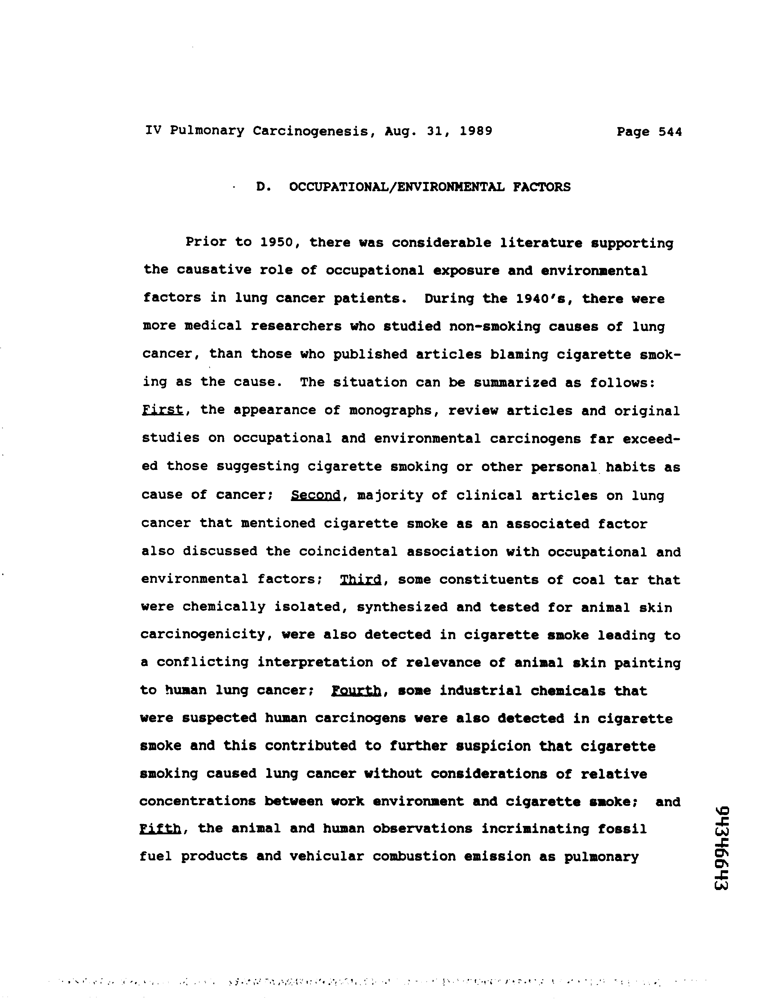 IV Pulmonary Carcinogenesis, Aug. 31, 1989 Page 544
D. OCCUPATIONAL/ENVIRONMENTAL FACTORS
Prior to 1950, there was considerable literature supporting
the causative role of occupational exposure and environmental
factors in lung cancer patients. During the 1940's, there were
more medical researchers who studied non-smoking causes of lung
cancer, than those who published articles blaming cigarette smok-
ing as the cause. The situation can be summarized as follows:
First, the appearance of monographs, review articles and original
studies on occupational and environmental carcinogens far exceed-
ed those suggesting cigarette smoking or other personal habits as
cause of cancer; Second, majority of clinical articles on lung
cancer that mentioned cigarette smoke as an associated factor
also discussed the coincidental association with occupational and
environmental factors; Third, some constituents of coal tar that
were chemically isolated, synthesized and tested for animal skin
carcinogenicity, were also detected in cigarette smoke leading to
a conflicting interpretation of relevance of animal skin painting
to human lung cancer; Fourth, some industrial chemicals that
were suspected human carcinogens were also detected in cigarette
smoke and this contributed to further suspicion that cigarette
smoking caused lung cancer without considerations of relative
concentrations between work environment and cigarette smoke; and
Fifth, the animal and human observations incriminating fossil
fuel products and vehicular combustion emission as pulmonary
94346643